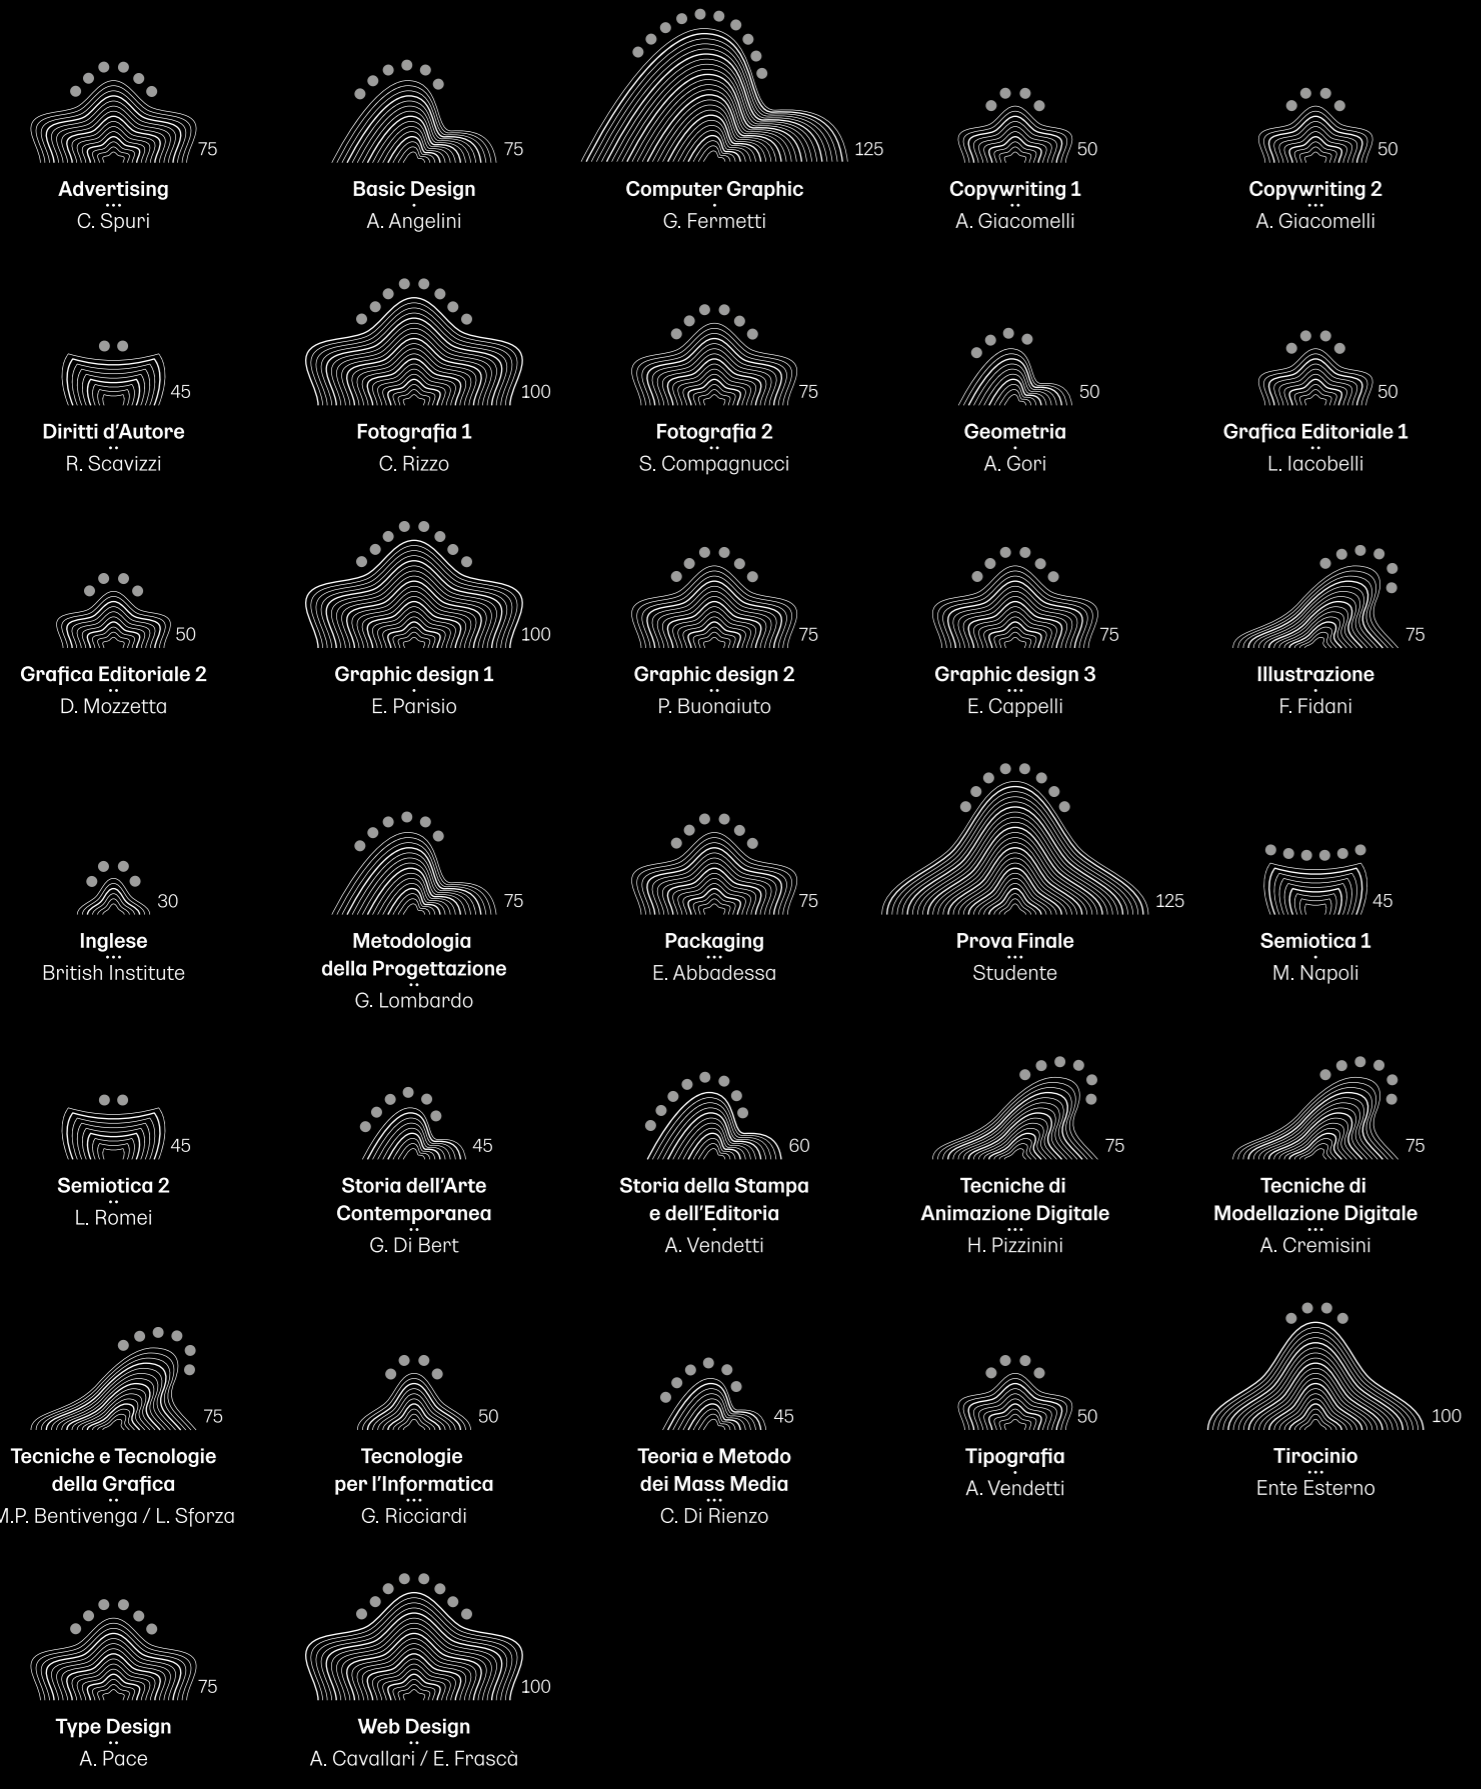 75
Advertising
C. Spuri
75
Basic Design
A. Angelini
125
Computer Graphic
G. Fermetti
50
Copywriting 1
A. Giacomelli
50
Copywriting 2
A. Giacomelli
45
Diritti d'Autore
R. Scavizzi
100
Fotografia 1
C. Rizzo
75
Fotografia 2
S. Compagnucci
50
Geometria
A. Gori
50
Grafica Editoriale 1
L. Iacobelli
50
Grafica Editoriale 2
D. Mozzetta
100
Graphic design 1
E. Parisio
75
Graphic design 2
P. Buonaiuto
75
Graphic design 3
E. Cappelli
75
Illustrazione
F. Fidani
30
Inglese
British Institute
75
Metodologia
della Progettazione
G. Lombardo
75
Packaging
E. Abbadessa
125
Prova Finale
Studente
45
Semiotica 1
M. Napoli
45
Semiotica 2
L. Romei
45
Storia dell'Arte
Contemporanea
G. Di Bert
60
Storia della Stampa
e dell'Editoria
A. Vendetti
75
Tecniche di
Animazione Digitale
H. Pizzinini
75
Tecniche di
Modellazione Digitale
A. Cremisini
75
Tecniche e Tecnologie
della Grafica
M.P. Bentivenga / L. Sforza
50
Tecnologie
per l'Informatica
G. Ricciardi
45
Teoria e Metodo
dei Mass Media
C. Di Rienzo
50
Tipografia
A. Vendetti
100
Tirocinio
Ente Esterno
75
Type Design
A. Pace
100
Web Design
A. Cavallari / E. Frascà